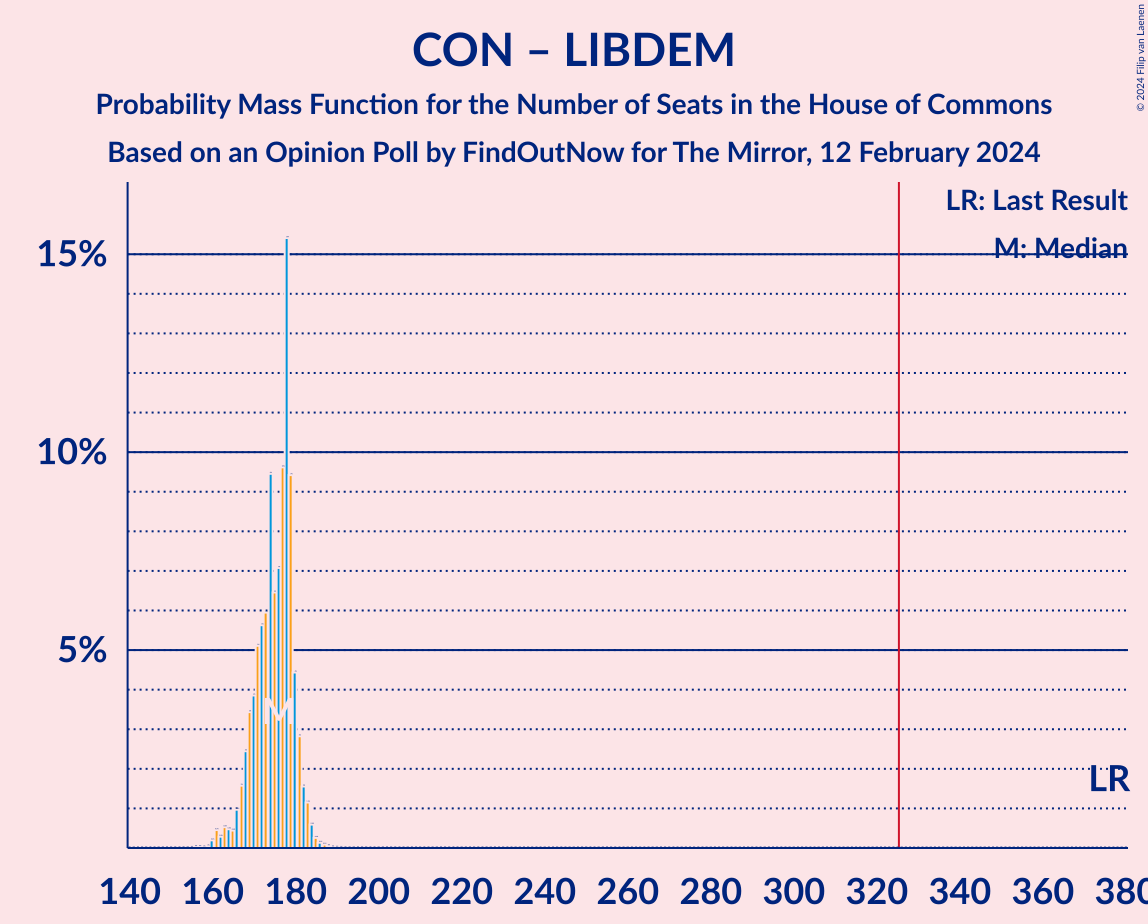 CON – LIBDEM
Probability Mass Function for the Number of Seats in the House of Commons
Based on an Opinion Poll by FindOutNow for The Mirror, 12 February 2024
© 2024 Filip van Laenen
LR: Last Result
M: Median
15%
10%
5%
M
LR
140 160 180 200 220 240 260 280 300 320 340 360 380